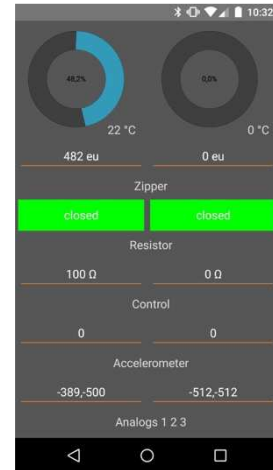 10:32
48,2%
0,0%
22 °C
0 °C
482 eu
0 eu
Zipper
closed
closed
Resistor
100 Ω
0 Ω
Control
0
0
Accelerometer
-389,-500
-512,-512
Analogs 1 2 3